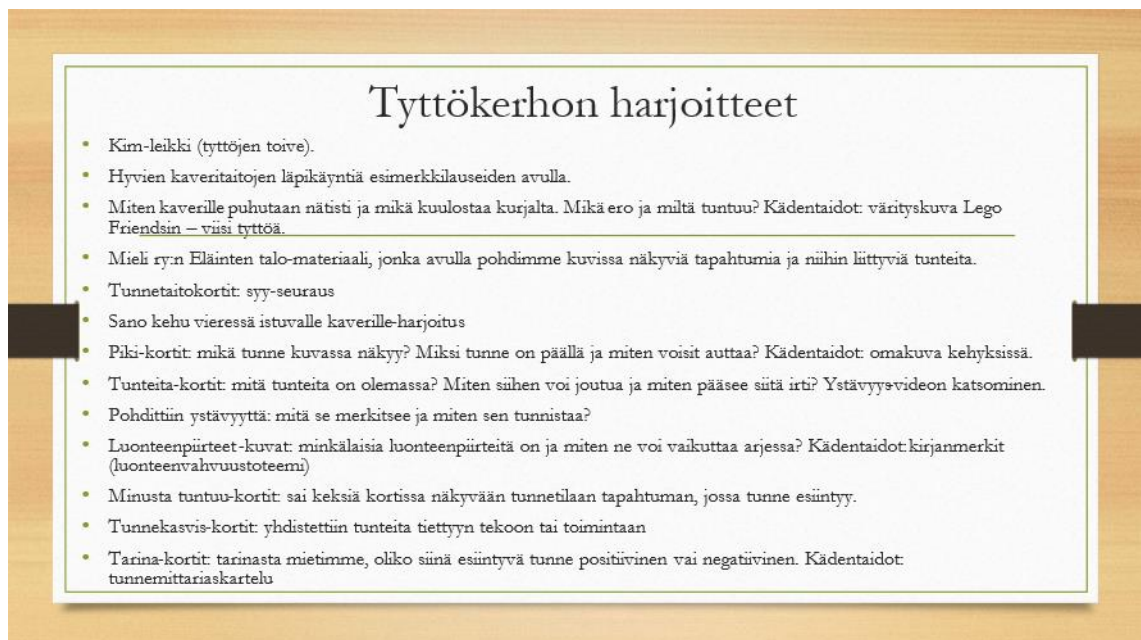 Tyttökerhon harjoitteet
• Kim-leikki (tyttöjen toive).
• Hyvien kaveritaitojen läpikäyntiä esimerkkilauseiden avulla.
• Miten kaverille puhutaan nätisti ja mikä kuulostaa kurjalta. Mikä ero ja miltä tuntuu? Kädentaidot: värityskuva Lego
Friendsin – viisi tyttöä.
• Mieli ry:n Eläinten talo-materiaali, jonka avulla pohdimme kuvissa näkyviä tapahtumia ja niihin liittyviä tunteita.
• Tunnetaitokortit: syy-seuraus
• Sano kehu vieressä istuvalle kaverille-harjoitus
• Piki-kortit: mikä tunne kuvassa näkyy? Miksi tunne on päällä ja miten voisit auttaa? Kädentaidot: omakuva kehyksissä.
• Tunteita-kortit: mitä tunteita on olemassa? Miten siihen voi joutua ja miten pääsee siitä irti? Ystävyys-videon katsominen.
• Pohdittiin ystävyyttä: mitä se merkitsee ja miten sen tunnistaa?
• Luonteenpiirteet-kuvat: minkälaisia luonteenpiirteitä on ja miten ne voi vaikuttaa arjessa? Kädentaidot: kirjanmerkit
(luonteenvahvuustoteemi)
• Minusta tuntuu-kortit: sai keksiä kortissa näkyvään tunnetilaan tapahtuman, jossa tunne esiintyy.
• Tunnekasvis-kortit: yhdistettiin tunteita tiettyyn tekoon tai toimintaan
• Tarina-kortit: tarinasta mietimme, oliko siinä esiintyvä tunne positiivinen vai negatiivinen. Kädentaidot:
tunnemittariaskartelu